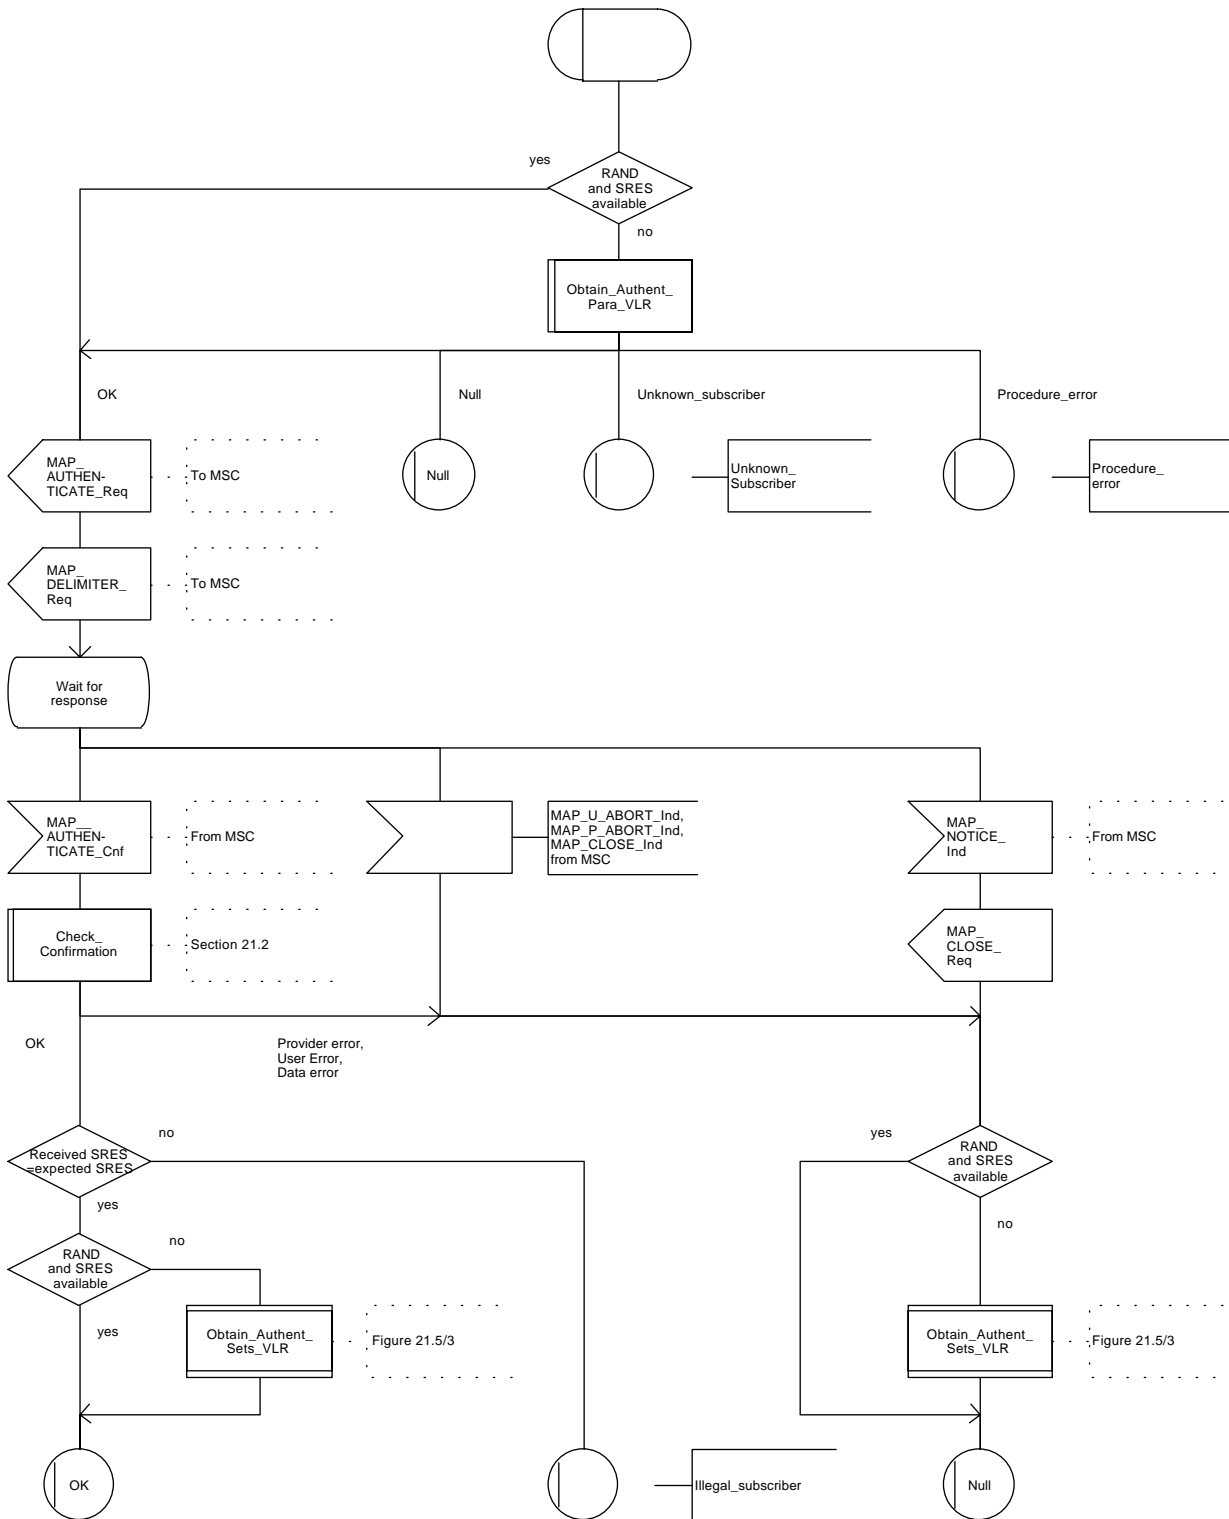 yes
RAND
and SRES
available
no
Obtain_Authent_
Para_VLR
OK
Null
Unknown_subscriber
Procedure_error
MAP_
AUTHEN-
TICATE_Req
To MSC
Null
Unknown_
Subscriber
Procedure_
error
MAP_
DELIMITER_
Req
To MSC
Wait for
response
MAP__
AUTHEN-
TICATE_Cnf
From MSC
MAP_U_ABORT_Ind,
MAP_P_ABORT_Ind,
MAP_CLOSE_Ind
from MSC
MAP_
NOTICE_
Ind
From MSC
Check_
Confirmation
Section 21.2
MAP_
CLOSE_
Req
OK
Provider error,
User Error,
Data error
Received SRES
=expected SRES
no
yes
yes
RAND
and SRES
available
no
RAND
and SRES
available
no
yes
Obtain_Authent_
Sets_VLR
Figure 21.5/3
Obtain_Authent_
Sets_VLR
Figure 21.5/3
OK
Illegal_subscriber
Null